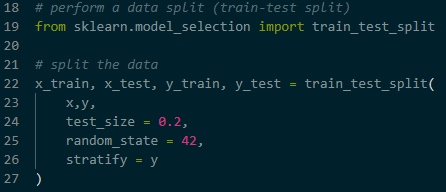 18 # perform a data split (train-test split)
19 from sklearn.model_selection import train_test_split
20
21 # split the data
22 x_train, x_test, y_train, y_test = train_test_split(
23     x,y,
24     test_size = 0.2,
25     random_state = 42,
26     stratify = y
27 )